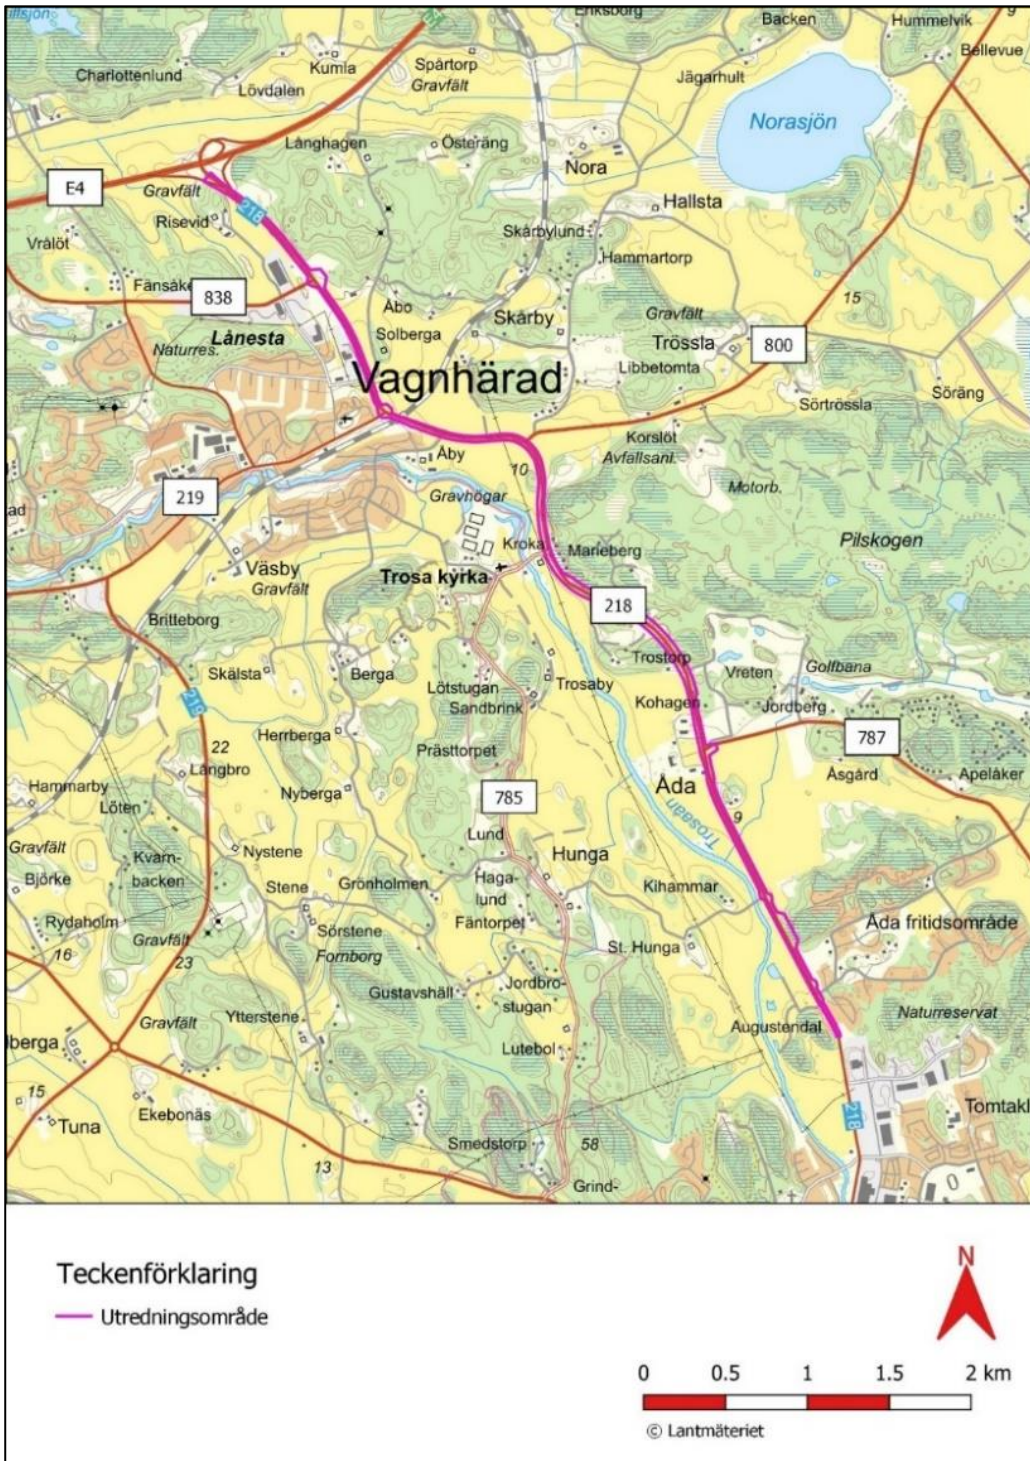 Eriksborg
Backen
Hummelvik
9
Bellevue
Charlottenlund
Kumla
Spårtorp
Gravfält
Jägarhult
Lövdalen
Långhagen
Österäng
Norasjön
Nora
E4
Gravfält
218
Risevid
Hallsta
Vrålöt
Skårbylund
Hammartorp
Fänsåke
838
Åbo
15
Lånesta
Solberga
Skårby
Gravfält
Trössla
800
Naturres.
Libbetomta
Vagnhärad
Sörtrössla
Söräng
Korslöt
Avfallsanl.
Åby
10
219
Gravhögar
Motorb.
ad
Kroka
Marieberg
Pilskogen
Väsby
Gravfält
Trosa kyrka
218
Britteborg
Skälsta
Berga
Lötstugan
Sandbrink
Trosaby
Trostorp
Vreten
Golfbana
219
Kohagen
Jordberg
Herrberga
22
Prästtorpet
787
Långbro
Åsgård
Apelåker
Hammarby
Löten
Nyberga
785
Åda
9
Trosaån
Lund
Gravfält
Kvarn-
backen
Nystene
Hunga
Björke
Stene
Grönholmen
Haga-
lund
Kihammar
Rydaholm
Sörstene
Fäntorpet
Åda fritidsområde
Gravfält
16
Fornborg
St. Hunga
23
Gustavshäll
Jordbro-
stugan
Gravfält
Ytterstene
Naturreservat
Augustendal
lberga
Lutebol
15
Tuna
Ekebonäs
218
Tomtakl
Smedstorp
58
13
Grind-
Teckenförklaring
Utredningsområde
N
0 0.5 1 1.5 2 km
© Lantmäteriet